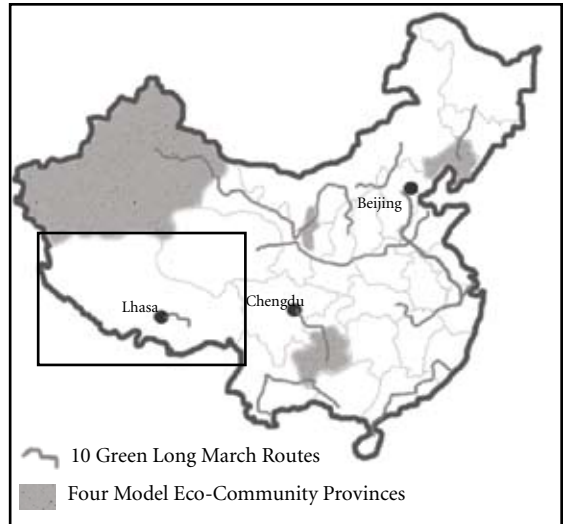 Beijing
Lhasa
Chengdu
10 Green Long March Routes
Four Model Eco-Community Provinces